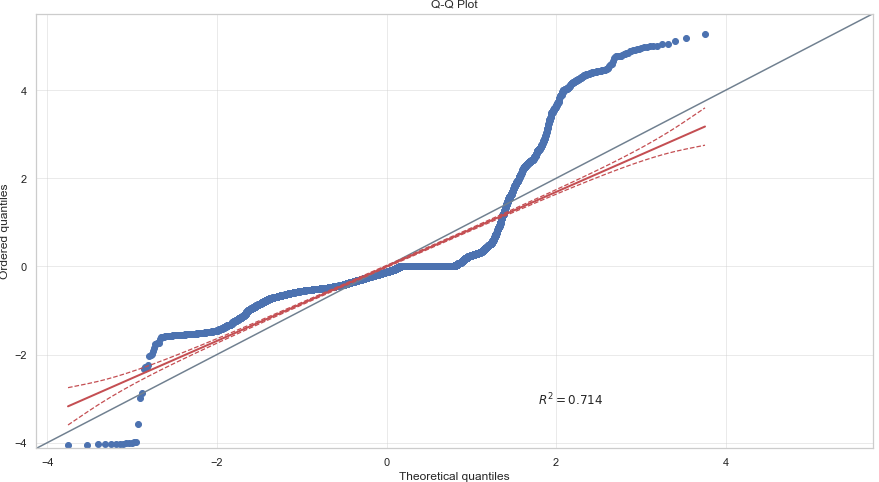 Q-Q Plot
Ordered quantiles
4
2
0
−2
−4
R² = 0.714
−4 −2 0 2 4
Theoretical quantiles